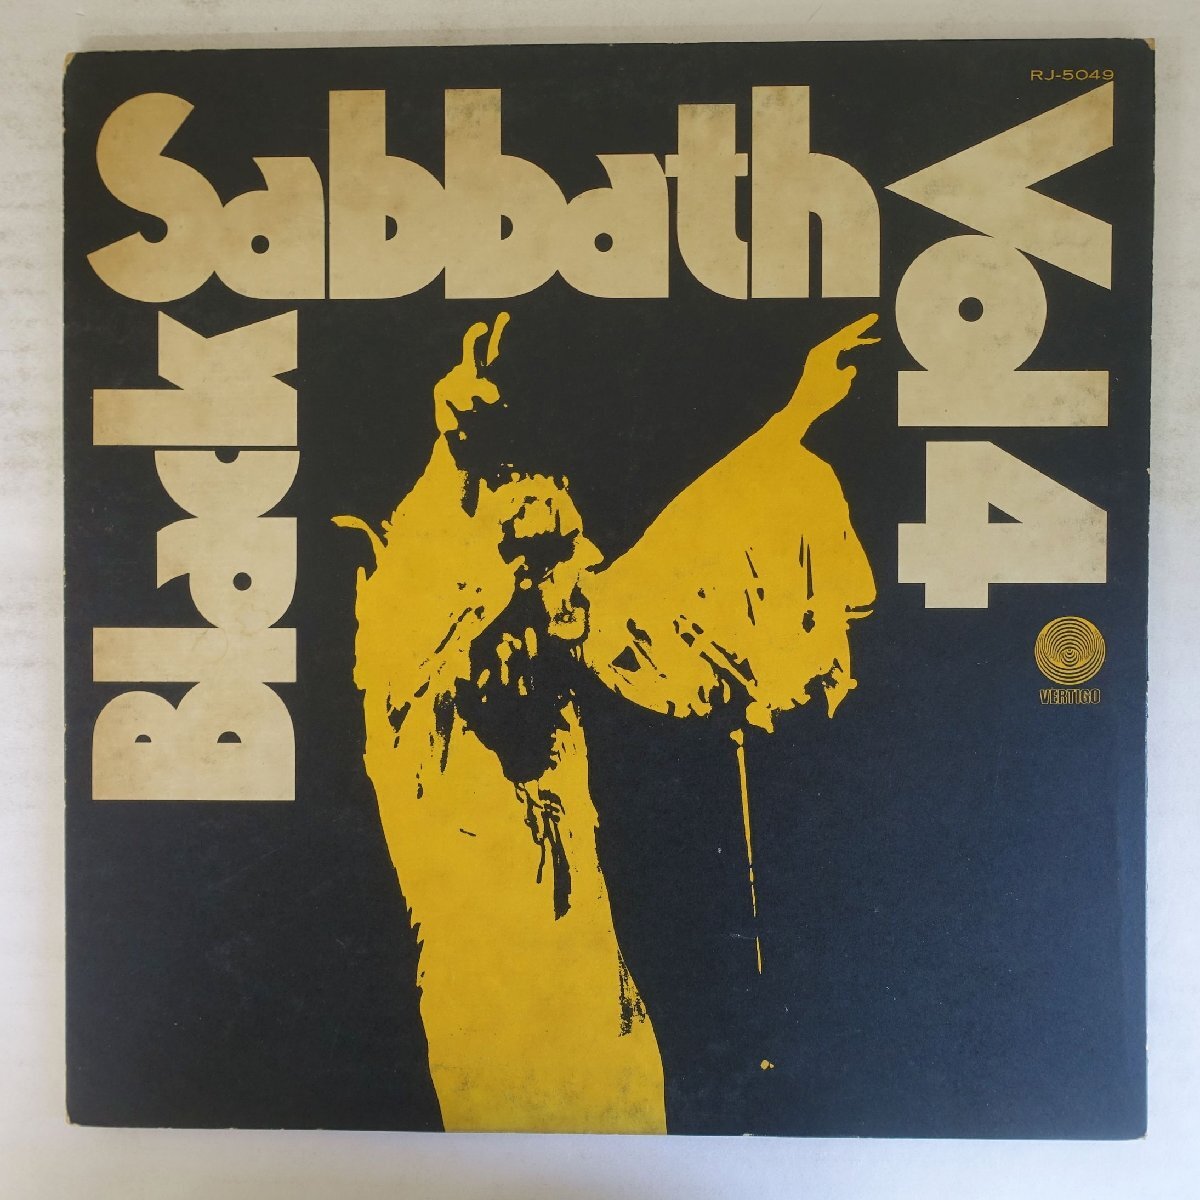 RJ-5049
Black
Sabbath
Vol 4
VERTIGO